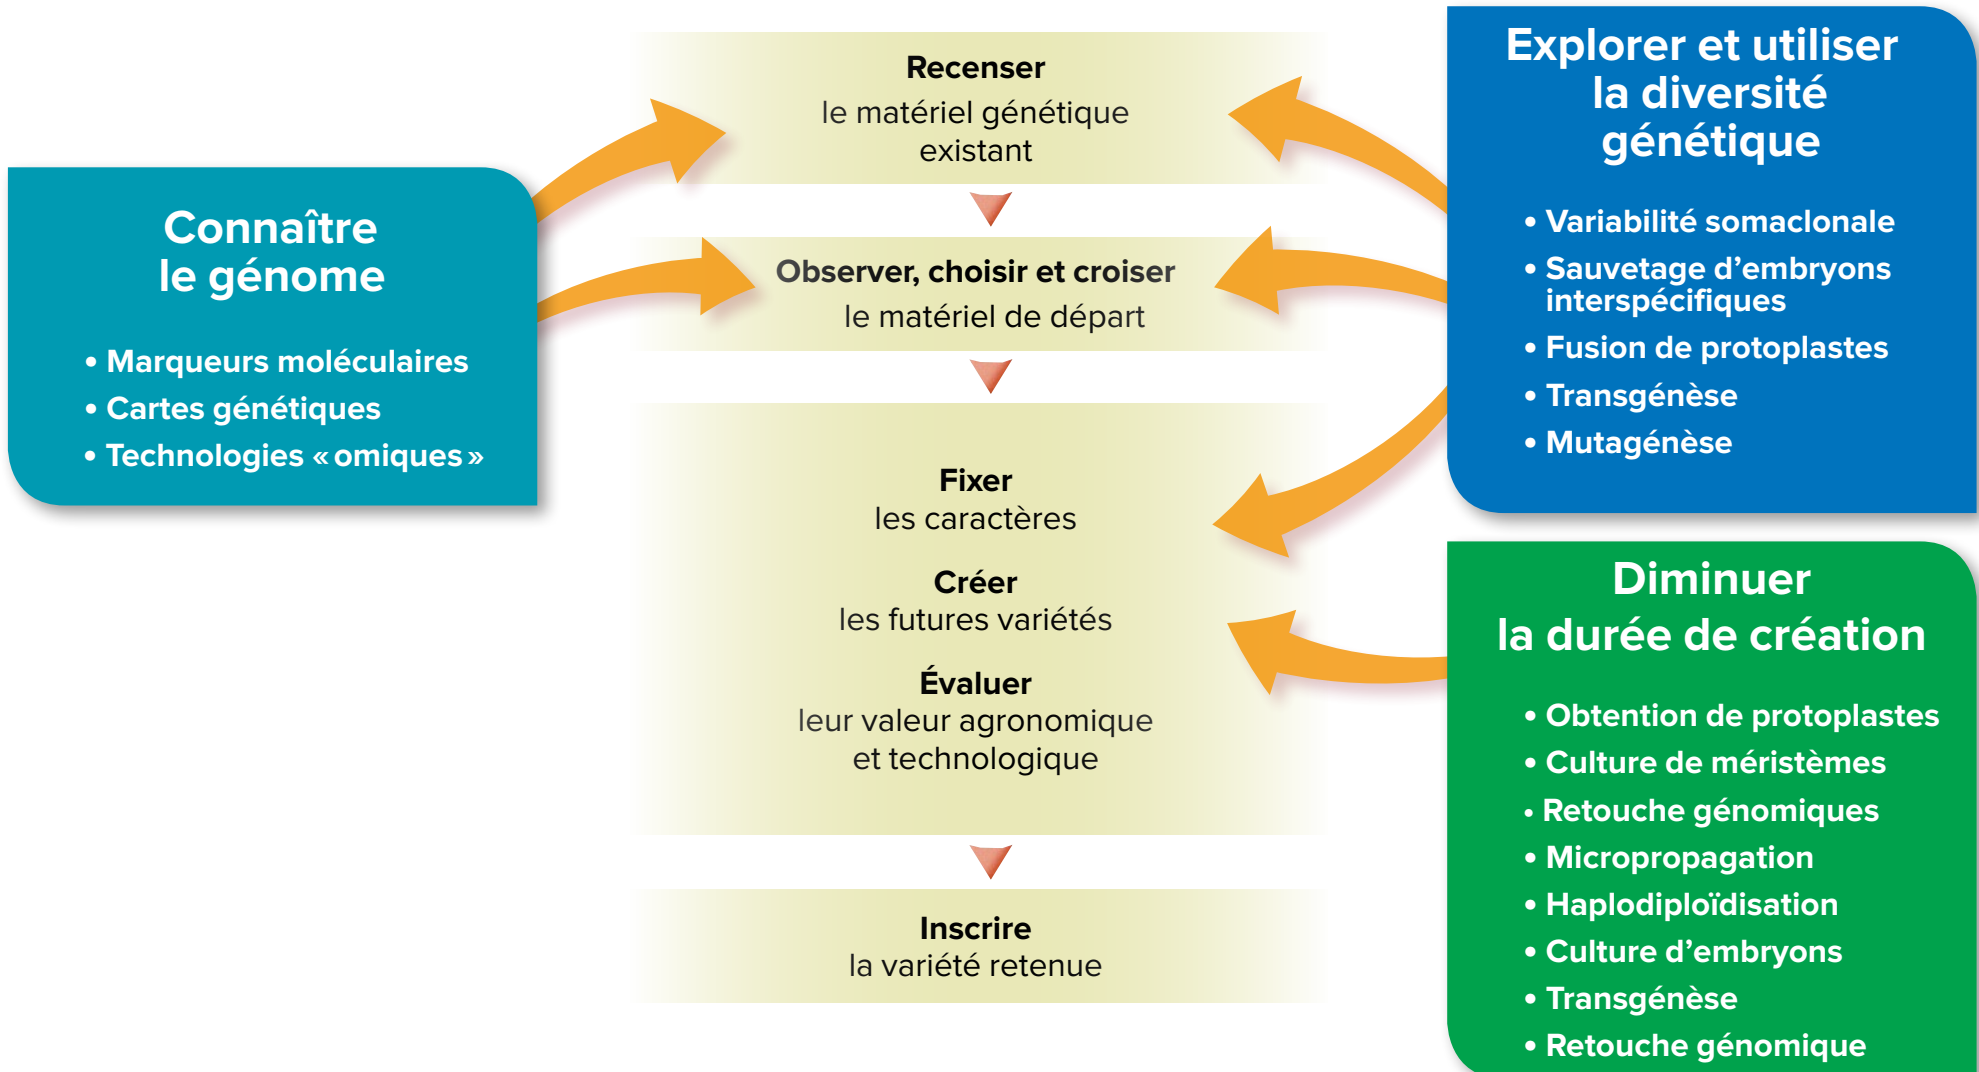 Connaître
le génome
• Marqueurs moléculaires
• Cartes génétiques
• Technologies « omiques »
Recenser
le matériel génétique
existant
Observer, choisir et croiser
le matériel de départ
Fixer
les caractères
Créer
les futures variétés
Évaluer
leur valeur agronomique
et technologique
Inscrire
la variété retenue
Explorer et utiliser
la diversité
génétique
• Variabilité somaclonale
• Sauvetage d’embryons
interspécifiques
• Fusion de protoplastes
• Transgénèse
• Mutagénèse
Diminuer
la durée de création
• Obtention de protoplastes
• Culture de méristèmes
• Retouche génomiques
• Micropropagation
• Haplodiploïdisation
• Culture d’embryons
• Transgénèse
• Retouche génomique